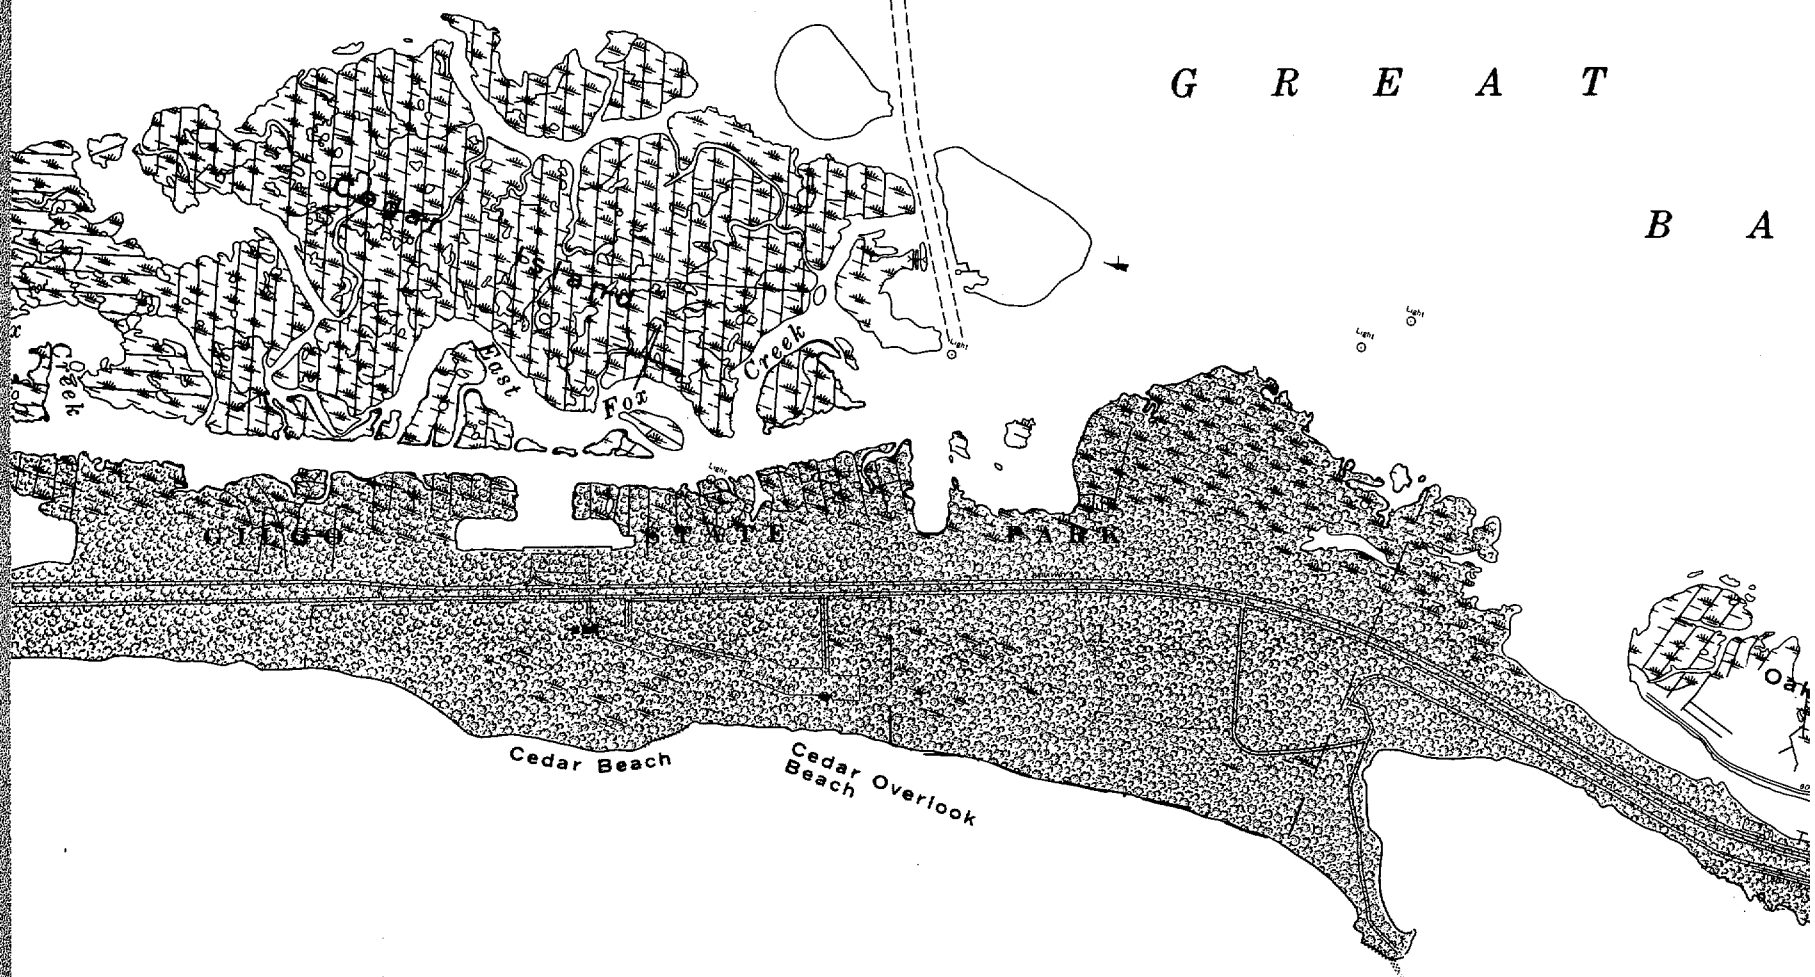 G R E A T
B A
Cedar
Island
Light
Light
Light
Creek
East
Fox
Creek
Light
GILGO STATE PARK
Oak
Cedar Beach
Cedar Overlook
Beach